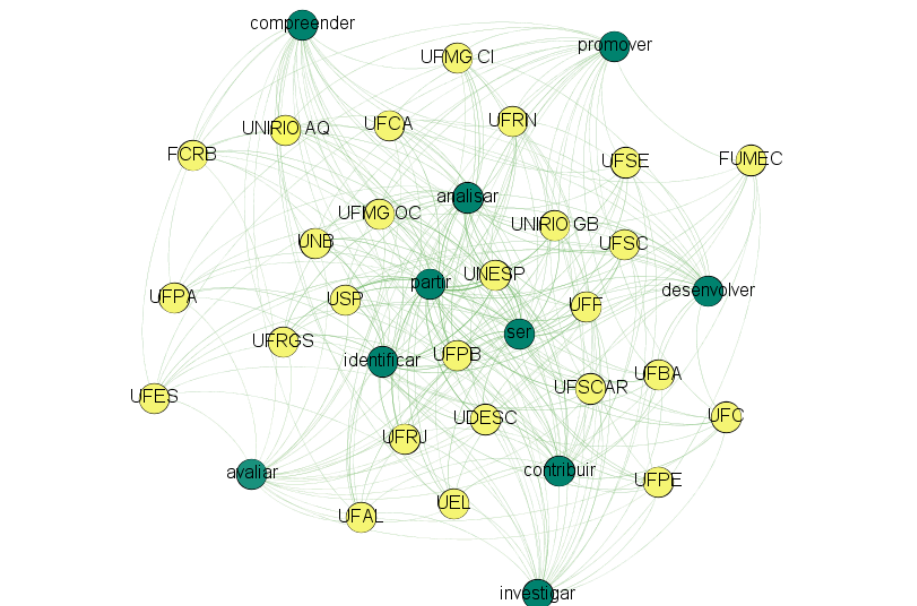 compreender
promover
UFMG CI
UNIRIO AQ
UFCA
UFRN
FCRB
UFSE
FUMEC
analisar
UFMG OC
UNIRIO GB
UNB
UFSC
UNESP
partir
desenvolver
UFPA
USP
UFF
ser
UFRGS
identificar
UFPB
UFBA
UFSCAR
UFES
UFC
UDESC
UFRJ
avaliar
contribuir
UFPE
UEL
UFAL
investigar